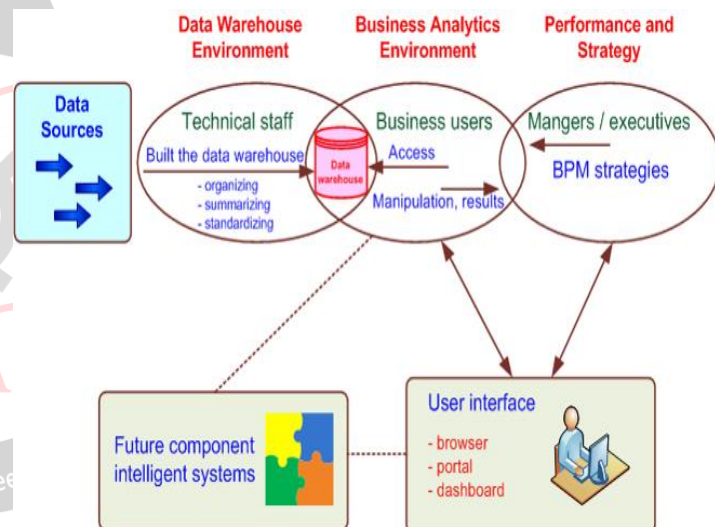 Data Warehouse
Environment
Business Analytics
Environment
Performance and
Strategy
Data
Sources
Technical staff
Built the data warehouse
- organizing
- summarizing
- standardizing
Data
warehouse
Business users
Access
Manipulation, results
Mangers / executives
BPM strategies
Future component
intelligent systems
User interface
- browser
- portal
- dashboard